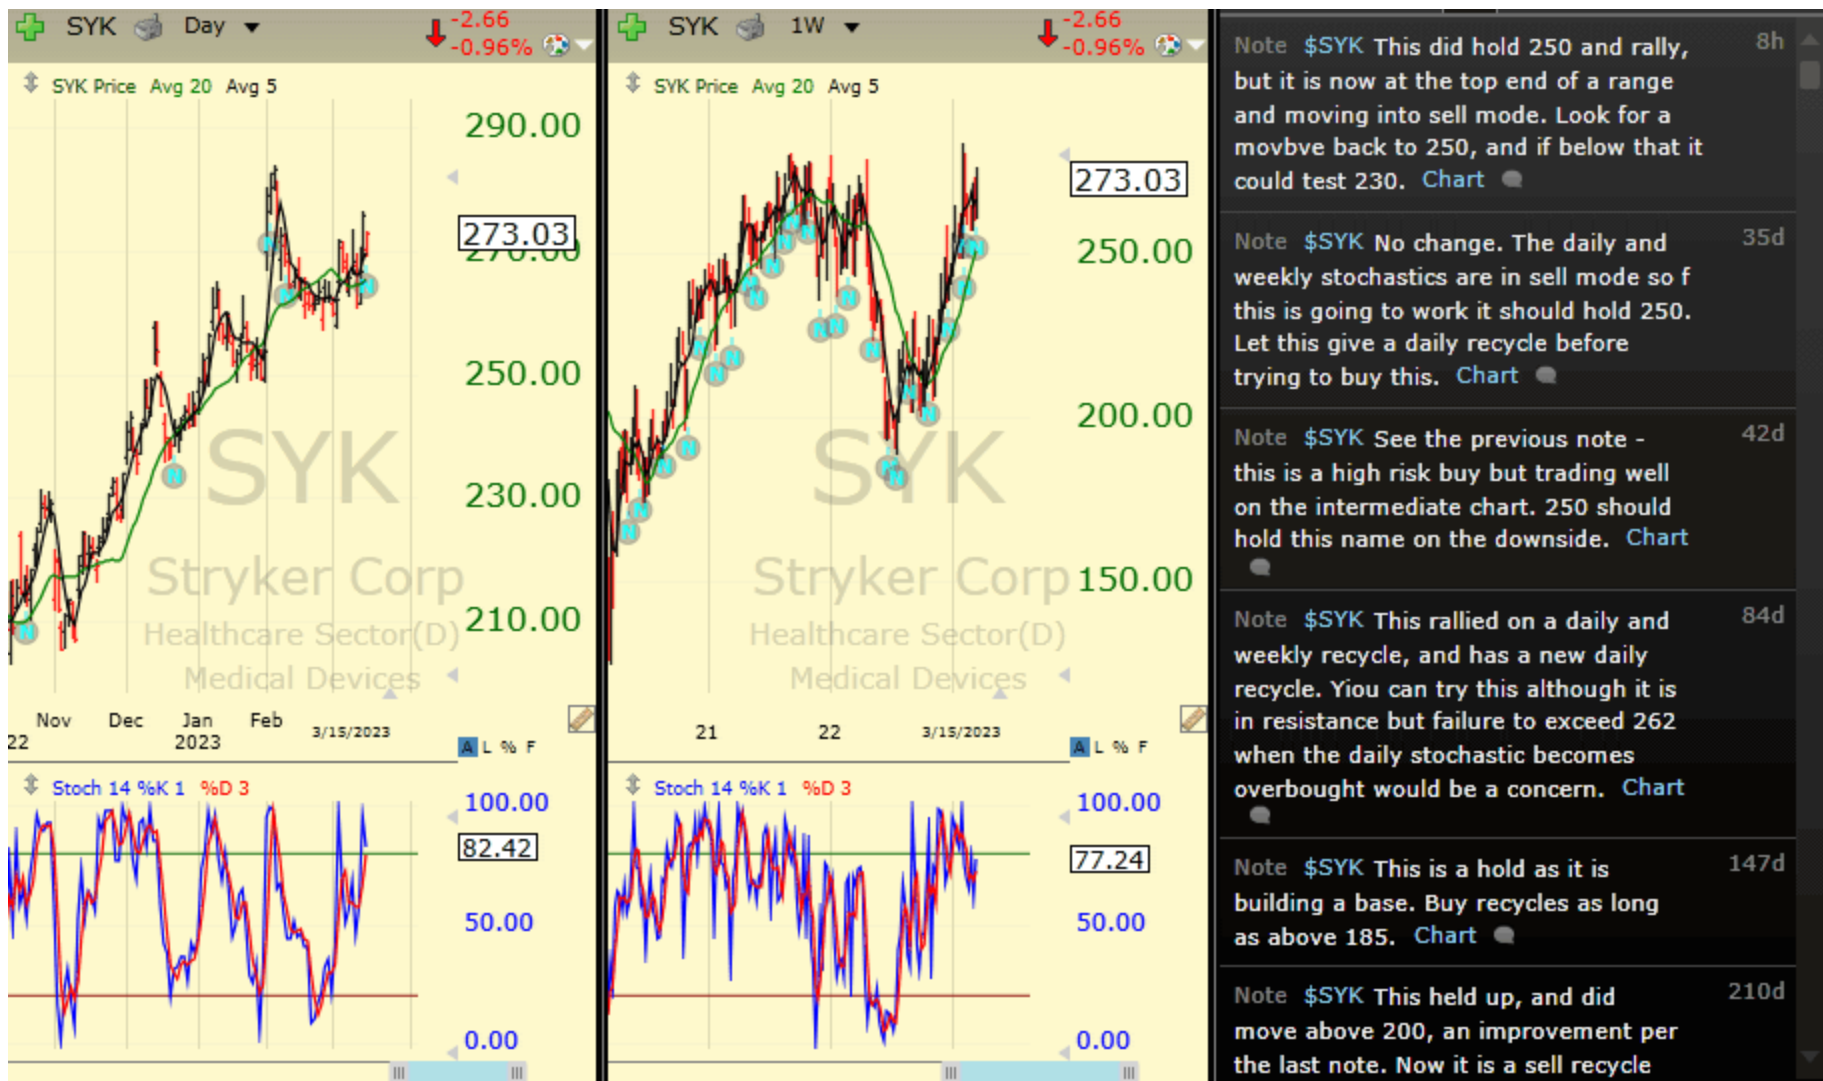 SYK Day -2.66
-0.96%
SYK Price Avg 20 Avg 5
290.00
273.03
270.00
250.00
230.00
210.00
SYK
Stryker Corp
Healthcare Sector(D)
Medical Devices
Nov Dec Jan Feb 3/15/2023
22 2023
A L % F
Stoch 14 %K 1 %D 3
100.00
82.42
50.00
0.00
SYK 1W -2.66
-0.96%
SYK Price Avg 20 Avg 5
273.03
250.00
200.00
150.00
SYK
Stryker Corp
Healthcare Sector(D)
Medical Devices
21 22 3/15/2023
A L % F
Stoch 14 %K 1 %D 3
100.00
77.24
50.00
0.00
Note $SYK This did hold 250 and rally, 8h
but it is now at the top end of a range
and moving into sell mode. Look for a
movbve back to 250, and if below that it
could test 230. Chart
Note $SYK No change. The daily and 35d
weekly stochastics are in sell mode so f
this is going to work it should hold 250.
Let this give a daily recycle before
trying to buy this. Chart
Note $SYK See the previous note - 42d
this is a high risk buy but trading well
on the intermediate chart. 250 should
hold this name on the downside. Chart
Note $SYK This rallied on a daily and 84d
weekly recycle, and has a new daily
recycle. Yiou can try this although it is
in resistance but failure to exceed 262
when the daily stochastic becomes
overbought would be a concern. Chart
Note $SYK This is a hold as it is 147d
building a base. Buy recycles as long
as above 185. Chart
Note $SYK This held up, and did 210d
move above 200, an improvement per
the last note. Now it is a sell recycle